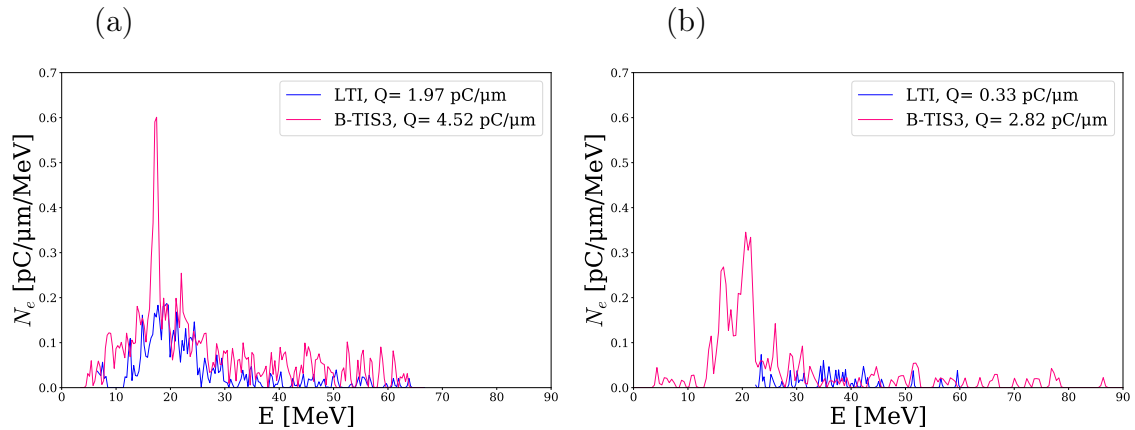 (a)
(b)
0.7
0.6
0.5
0.4
0.3
0.2
0.1
0.0
N_e [pC/μm/MeV]
LTI, Q= 1.97 pC/μm
B-TIS3, Q= 4.52 pC/μm
0 10 20 30 40 50 60 70 80 90
E [MeV]
0.7
0.6
0.5
0.4
0.3
0.2
0.1
0.0
N_e [pC/μm/MeV]
LTI, Q= 0.33 pC/μm
B-TIS3, Q= 2.82 pC/μm
0 10 20 30 40 50 60 70 80 90
E [MeV]